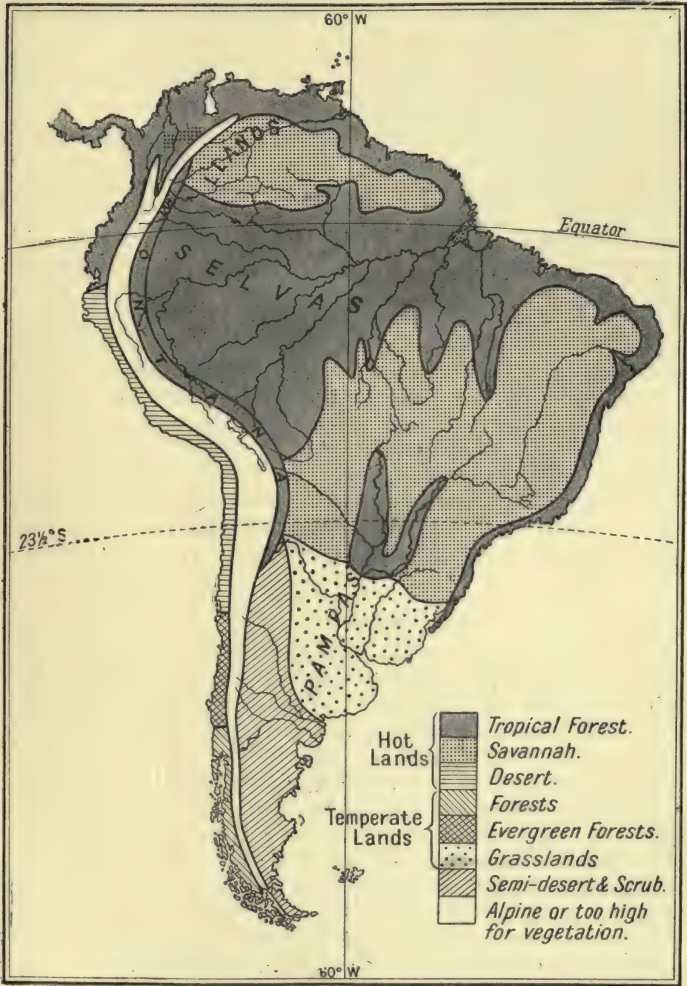 60° W
LLANOS
Equator
SELVAS
MONTANA
23½° S
PAMPAS
Hot
Lands
Temperate
Lands
Tropical Forest.
Savannah.
Desert.
Forests
Evergreen Forests.
Grasslands
Semi-desert & Scrub.
Alpine or too high
for vegetation.
60° W